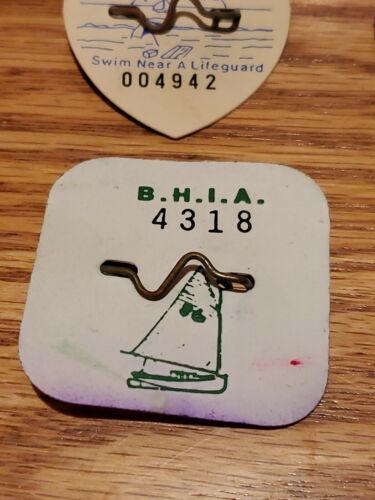 Swim Near A Lifeguard
004942
B.H.I.A.
4318